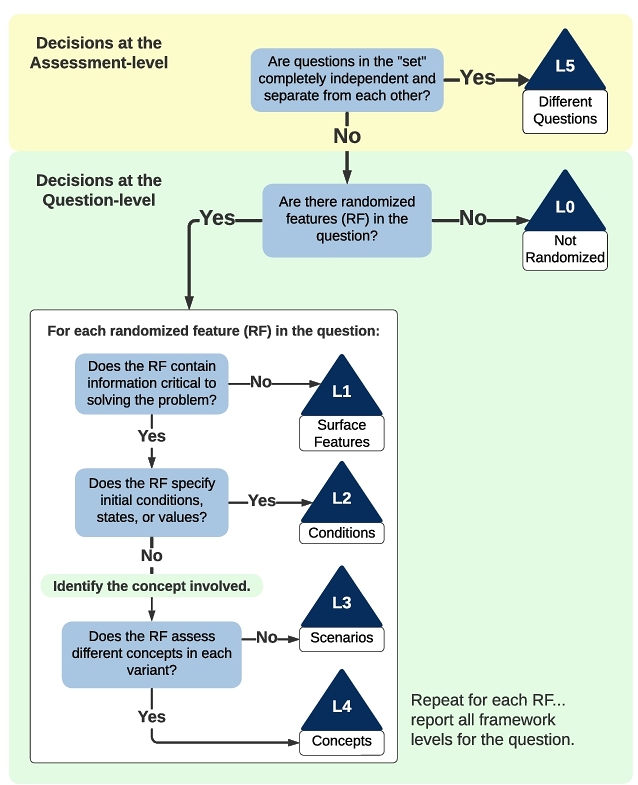 Decisions at the
Assessment-level
Are questions in the "set"
completely independent and
separate from each other?
Yes
L5
Different
Questions
No
Decisions at the
Question-level
Are there randomized
features (RF) in the
question?
Yes
No
L0
Not
Randomized
For each randomized feature (RF) in the question:
Does the RF contain
information critical to
solving the problem?
No
L1
Surface
Features
Yes
Does the RF specify
initial conditions,
states, or values?
Yes
L2
Conditions
No
Identify the concept involved.
Does the RF assess
different concepts in each
variant?
No
L3
Scenarios
Yes
L4
Concepts
Repeat for each RF...
report all framework
levels for the question.